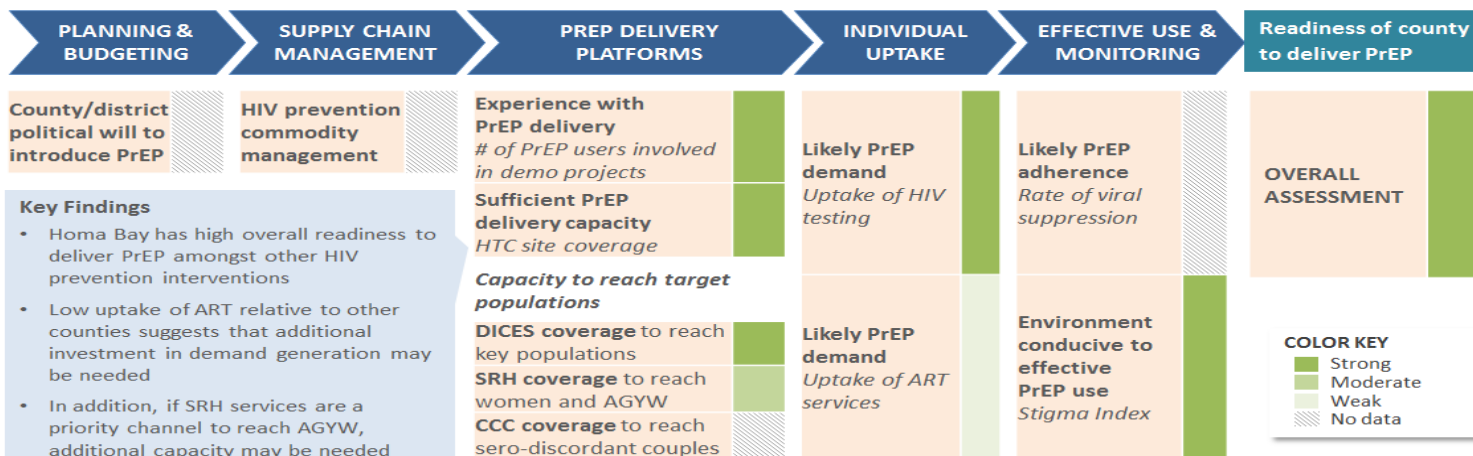 PLANNING &
BUDGETING
SUPPLY CHAIN
MANAGEMENT
PREP DELIVERY
PLATFORMS
INDIVIDUAL
UPTAKE
EFFECTIVE USE &
MONITORING
Readiness of county
to deliver PrEP
County/district
political will to
introduce PrEP
HIV prevention
commodity
management
Key Findings
• Homa Bay has high overall readiness to
deliver PrEP amongst other HIV
prevention interventions
• Low uptake of ART relative to other
counties suggests that additional
investment in demand generation may
be needed
• In addition, if SRH services are a
priority channel to reach AGYW,
additional capacity may be needed
Experience with
PrEP delivery
# of PrEP users involved
in demo projects
Sufficient PrEP
delivery capacity
HTC site coverage
Capacity to reach target
populations
DICES coverage to reach
key populations
SRH coverage to reach
women and AGYW
CCC coverage to reach
sero-discordant couples
Likely PrEP
demand
Uptake of HIV
testing
Likely PrEP
demand
Uptake of ART
services
Likely PrEP
adherence
Rate of viral
suppression
Environment
conducive to
effective
PrEP use
Stigma Index
OVERALL
ASSESSMENT
COLOR KEY
Strong
Moderate
Weak
No data